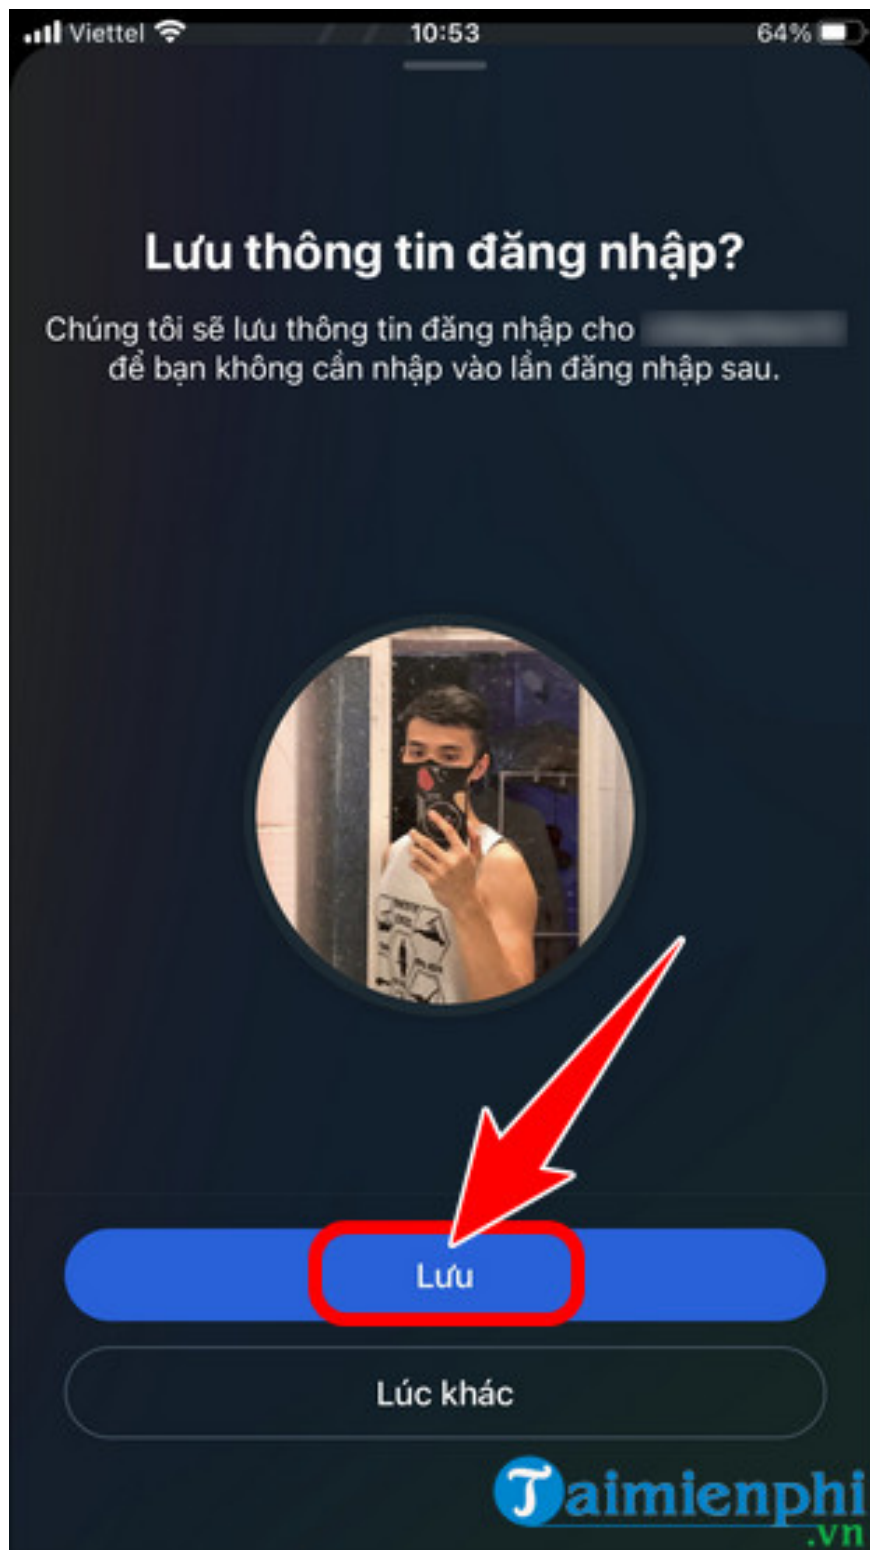 Viettel 10:53 64%
Lưu thông tin đăng nhập?
Chúng tôi sẽ lưu thông tin đăng nhập cho
để bạn không cần nhập vào lần đăng nhập sau.
Lưu
Lúc khác
Taimienphi
.vn